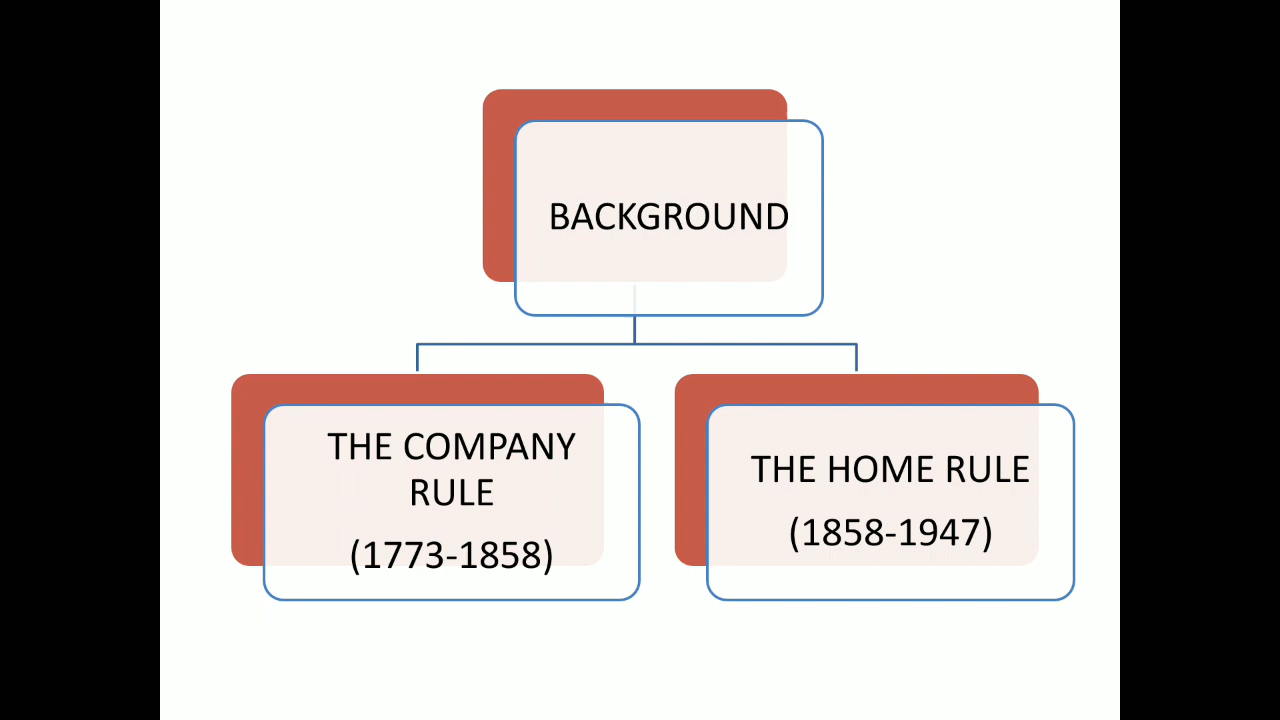 BACKGROUND
THE COMPANY
RULE
(1773-1858)
THE HOME RULE
(1858-1947)